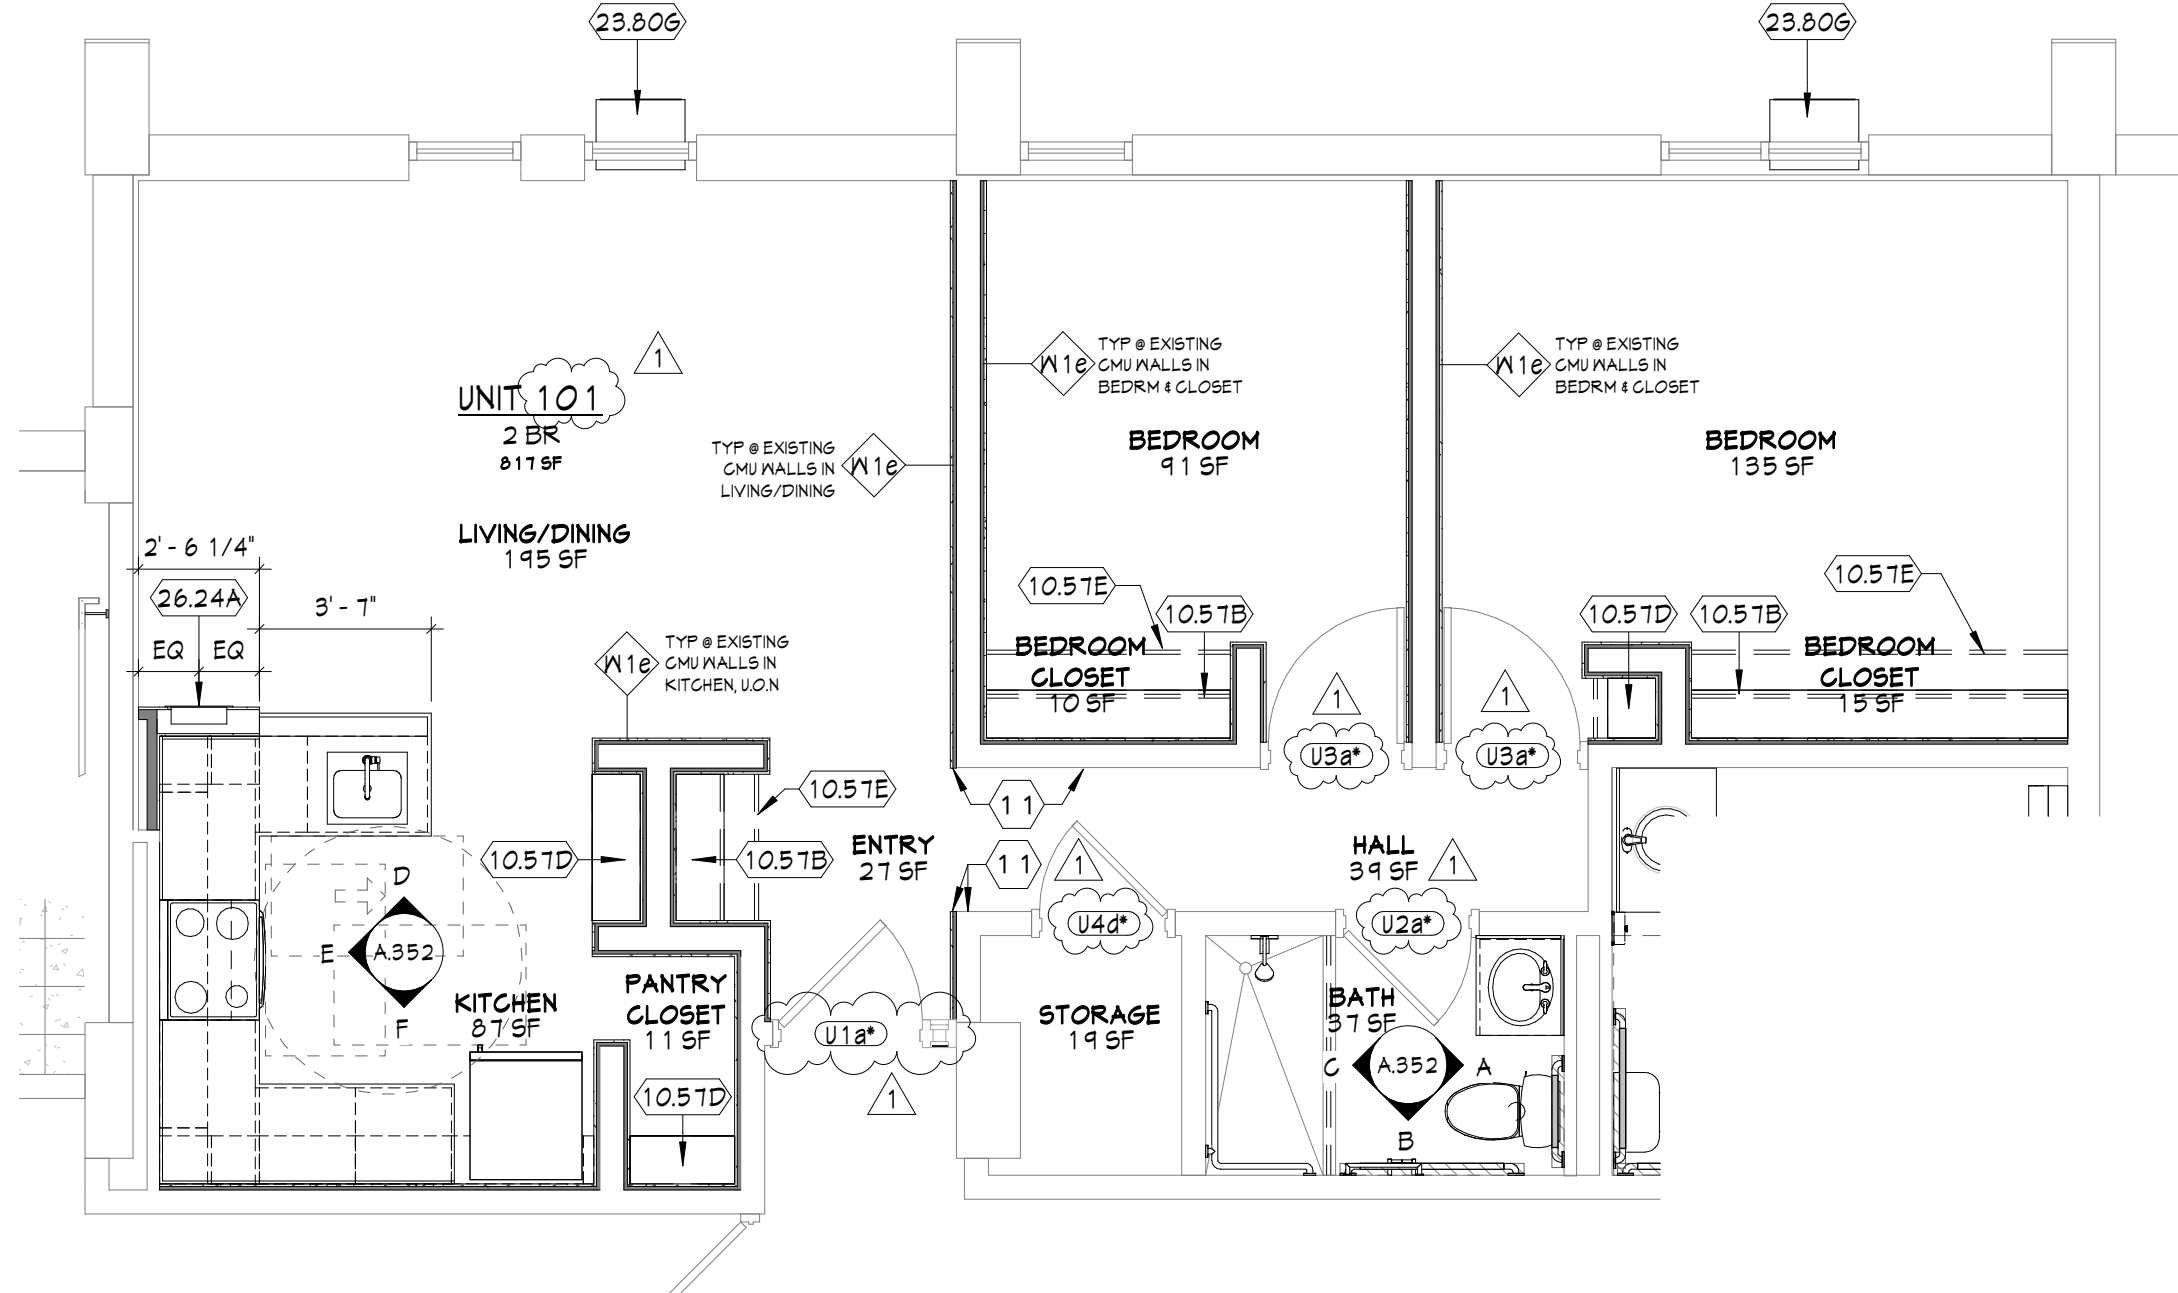 23.80G
23.80G
1
UNIT 101
2 BR
817 SF
TYP @ EXISTING
CMU WALLS IN
LIVING/DINING
W1e
W1e
TYP @ EXISTING
CMU WALLS IN
BEDRM & CLOSET
W1e
TYP @ EXISTING
CMU WALLS IN
BEDRM & CLOSET
BEDROOM
91 SF
BEDROOM
135 SF
LIVING/DINING
195 SF
2' - 6 1/4"
26.24A
EQ
EQ
3' - 7"
W1e
TYP @ EXISTING
CMU WALLS IN
KITCHEN, U.O.N
10.57E
10.57B
BEDROOM
CLOSET
10 SF
10.57E
10.57D
10.57B
BEDROOM
CLOSET
15 SF
1
U3a*
1
U3a*
10.57E
11
10.57D
10.57B
ENTRY
27 SF
11
1
U4d*
HALL
39 SF
1
U2a*
D
E
A.352
F
KITCHEN
87 SF
PANTRY
CLOSET
11 SF
10.57D
U1a*
1
STORAGE
19 SF
BATH
37 SF
C
A.352
A
B